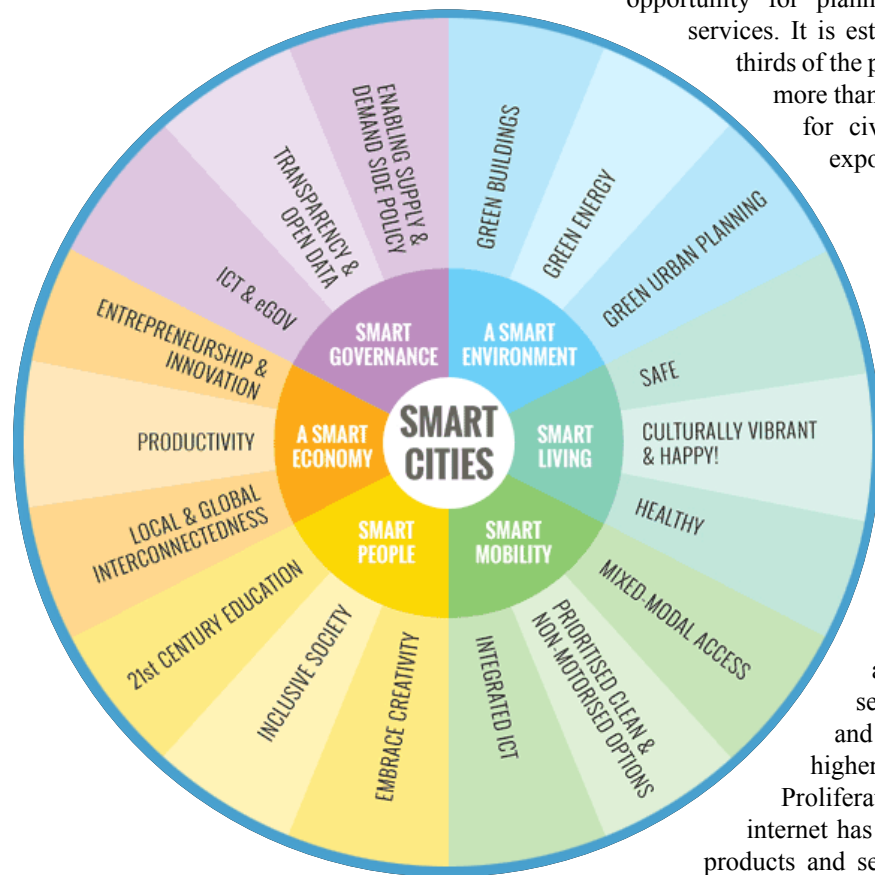 opportunity for plann
services. It is est
thirds of the p
more than
for civ
expo
ENABLING SUPPLY &
DEMAND SIDE POLICY
TRANSPARENCY &
OPEN DATA
ICT & eGOV
SMART
GOVERNANCE
GREEN BUILDINGS
GREEN ENERGY
GREEN URBAN PLANNING
A SMART
ENVIRONMENT
ENTREPRENEURSHIP &
INNOVATION
PRODUCTIVITY
LOCAL & GLOBAL
INTERCONNECTEDNESS
A SMART
ECONOMY
SMART
CITIES
SMART
LIVING
SAFE
CULTURALLY VIBRANT
& HAPPY!
HEALTHY
SMART
PEOPLE
21st CENTURY EDUCATION
INCLUSIVE SOCIETY
EMBRACE CREATIVITY
SMART
MOBILITY
INTEGRATED ICT
PRIORITISED CLEAN &
NON-MOTORISED OPTIONS
MIXED-MODAL ACCESS
a
se
and
higher
Proliferat
internet has
products and se